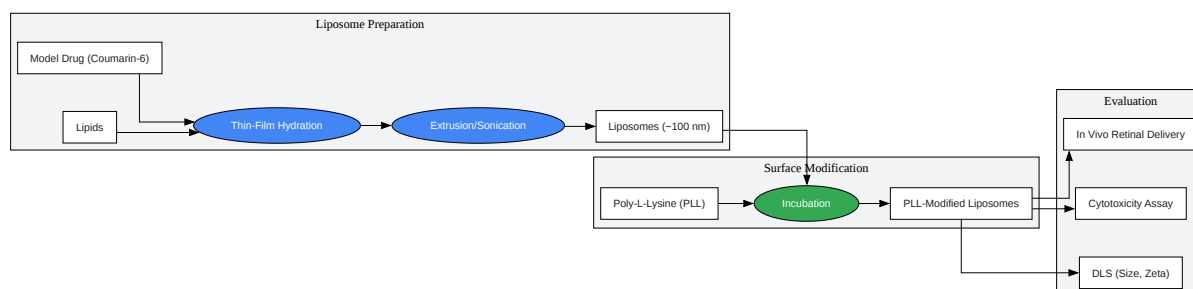 Liposome Preparation
Model Drug (Coumarin-6)
Lipids
Thin-Film Hydration
Extrusion/Sonication
Liposomes (~100 nm)
Surface Modification
Poly-L-Lysine (PLL)
Incubation
PLL-Modified Liposomes
Evaluation
In Vivo Retinal Delivery
Cytotoxicity Assay
DLS (Size, Zeta)